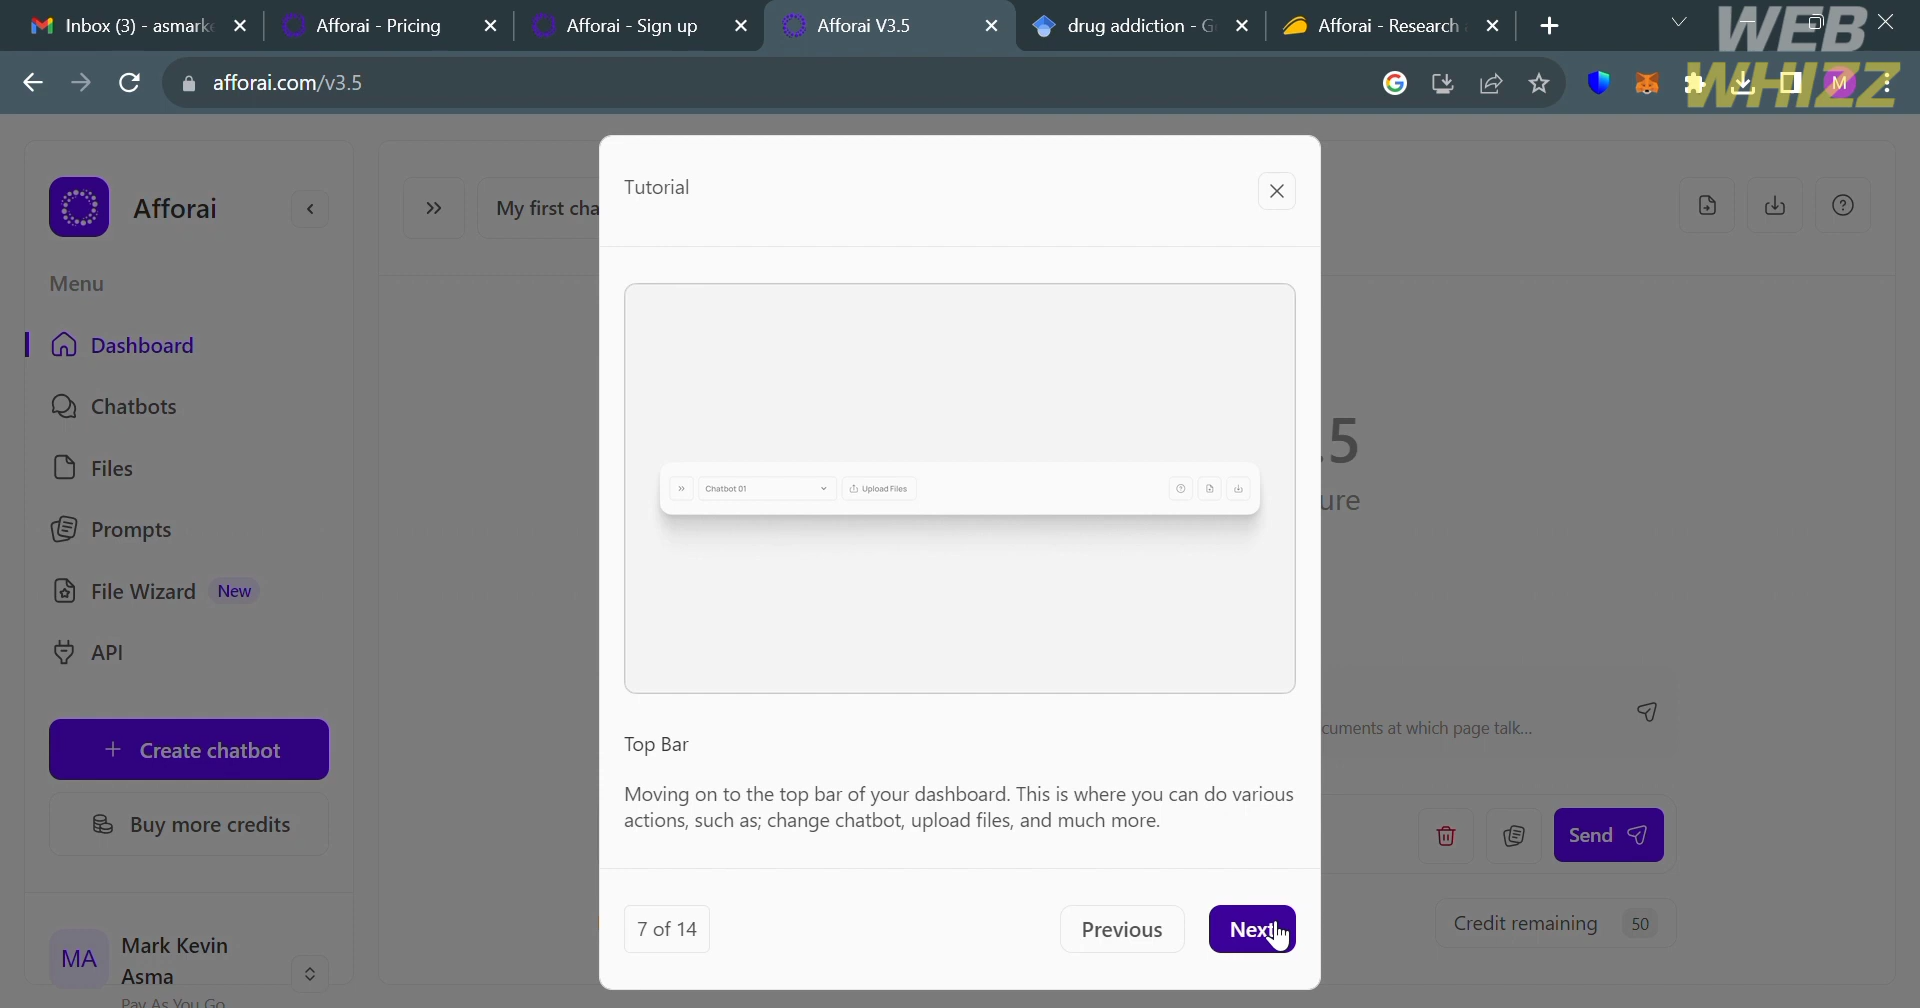 Inbox (3) - asmark
Afforai - Pricing
Afforai - Sign up
Afforai V3.5
drug addiction - G
Afforai - Research
WEB
WHIZZ
afforai.com/v3.5
M
Afforai
Menu
Dashboard
Chatbots
Files
Prompts
File Wizard New
API
Create chatbot
Buy more credits
MA
Mark Kevin
Asma
Pay As You Go
My first cha
.5
ure
cuments at which page talk...
Send
Credit remaining 50
Tutorial
Chatbot 01
Upload Files
Top Bar
Moving on to the top bar of your dashboard. This is where you can do various
actions, such as; change chatbot, upload files, and much more.
7 of 14
Previous
Next